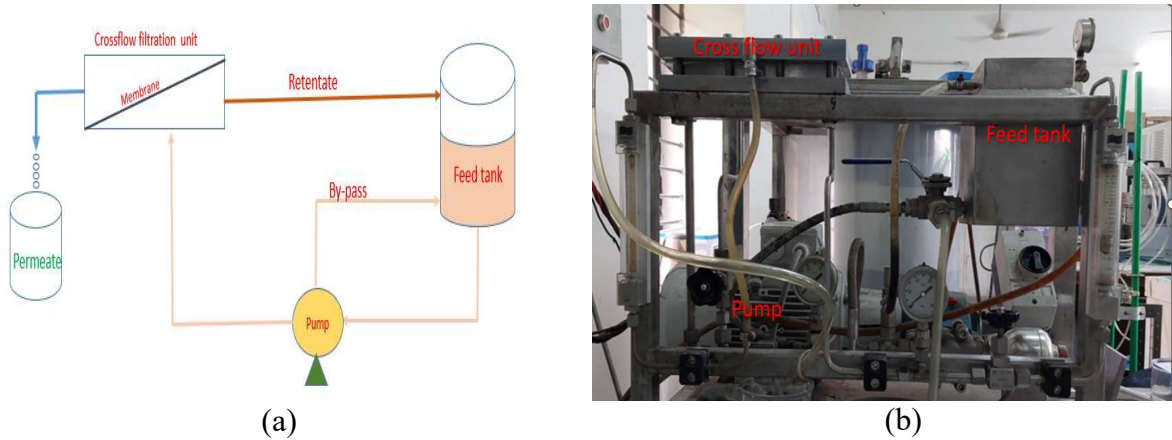 Crossflow filtration unit
Membrane
Retentate
Feed tank
By-pass
Permeate
Pump
(a)
Cross flow unit
Feed tank
Pump
(b)